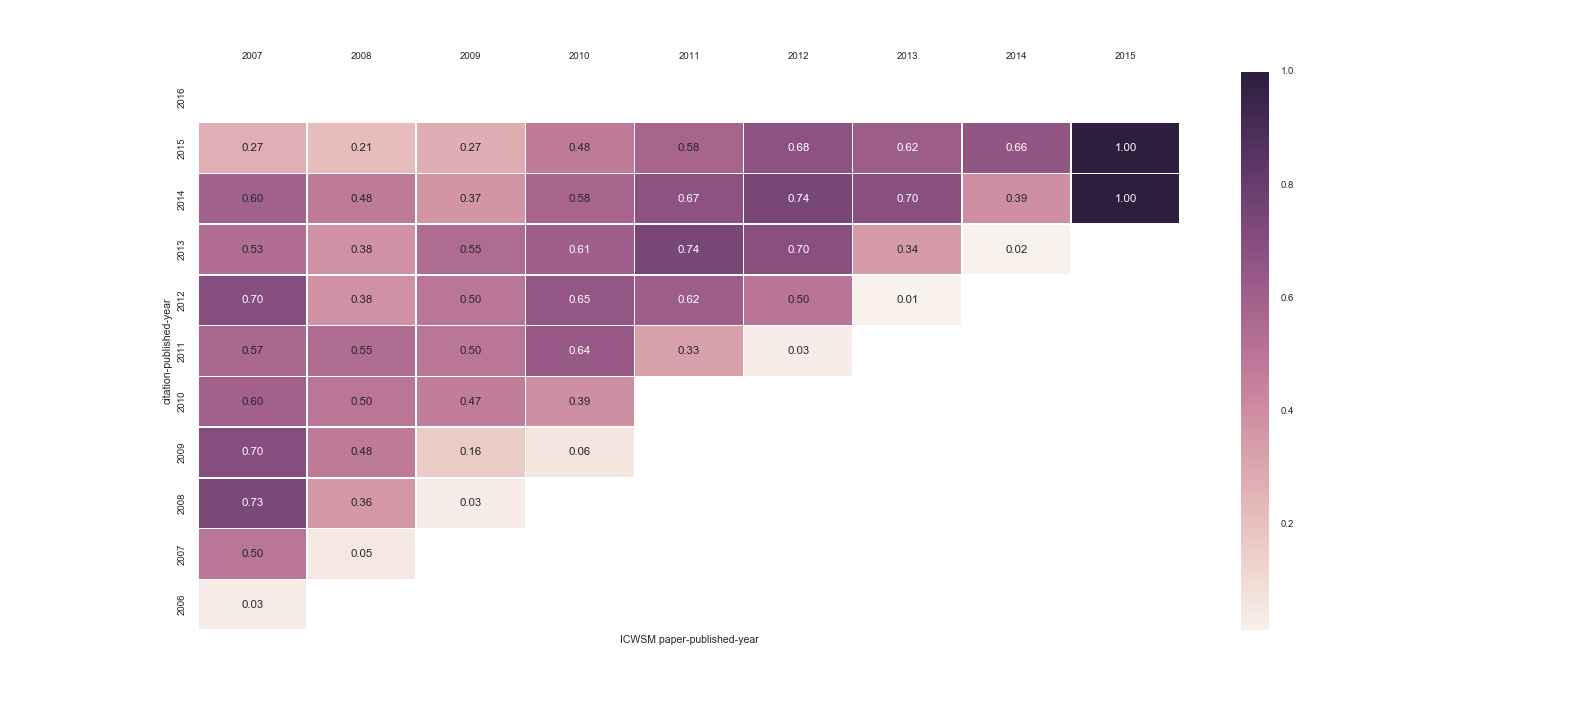 2007 2008 2009 2010 2011 2012 2013 2014 2015
2016
2015 0.27 0.21 0.27 0.48 0.58 0.68 0.62 0.66 1.00
2014 0.60 0.48 0.37 0.58 0.67 0.74 0.70 0.39 1.00
2013 0.53 0.38 0.55 0.61 0.74 0.70 0.34 0.02
2012 0.70 0.38 0.50 0.65 0.62 0.50 0.01
2011 0.57 0.55 0.50 0.64 0.33 0.03
2010 0.60 0.50 0.47 0.39
2009 0.70 0.48 0.16 0.06
2008 0.73 0.36 0.03
2007 0.50 0.05
2006 0.03
citation-published-year
ICWSM paper-published-year
1.0
0.8
0.6
0.4
0.2